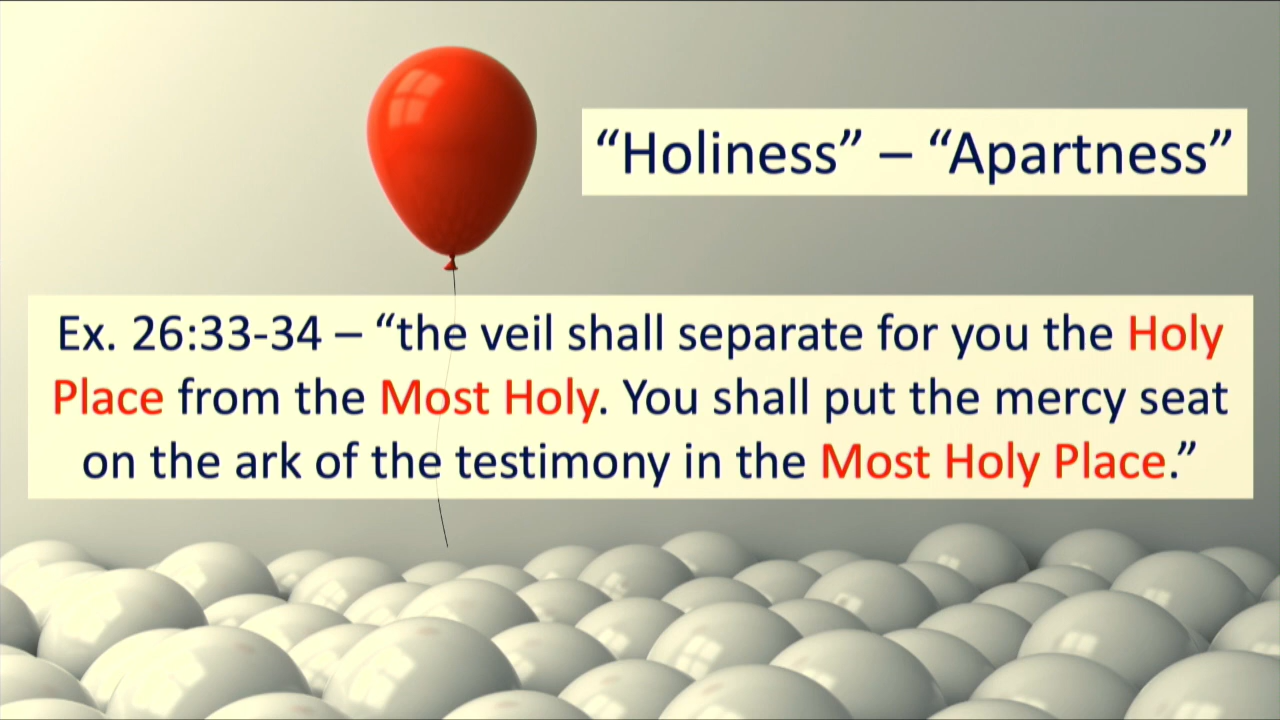 “Holiness” – “Apartness”
Ex. 26:33-34 – “the veil shall separate for you the Holy
Place from the Most Holy. You shall put the mercy seat
on the ark of the testimony in the Most Holy Place.”